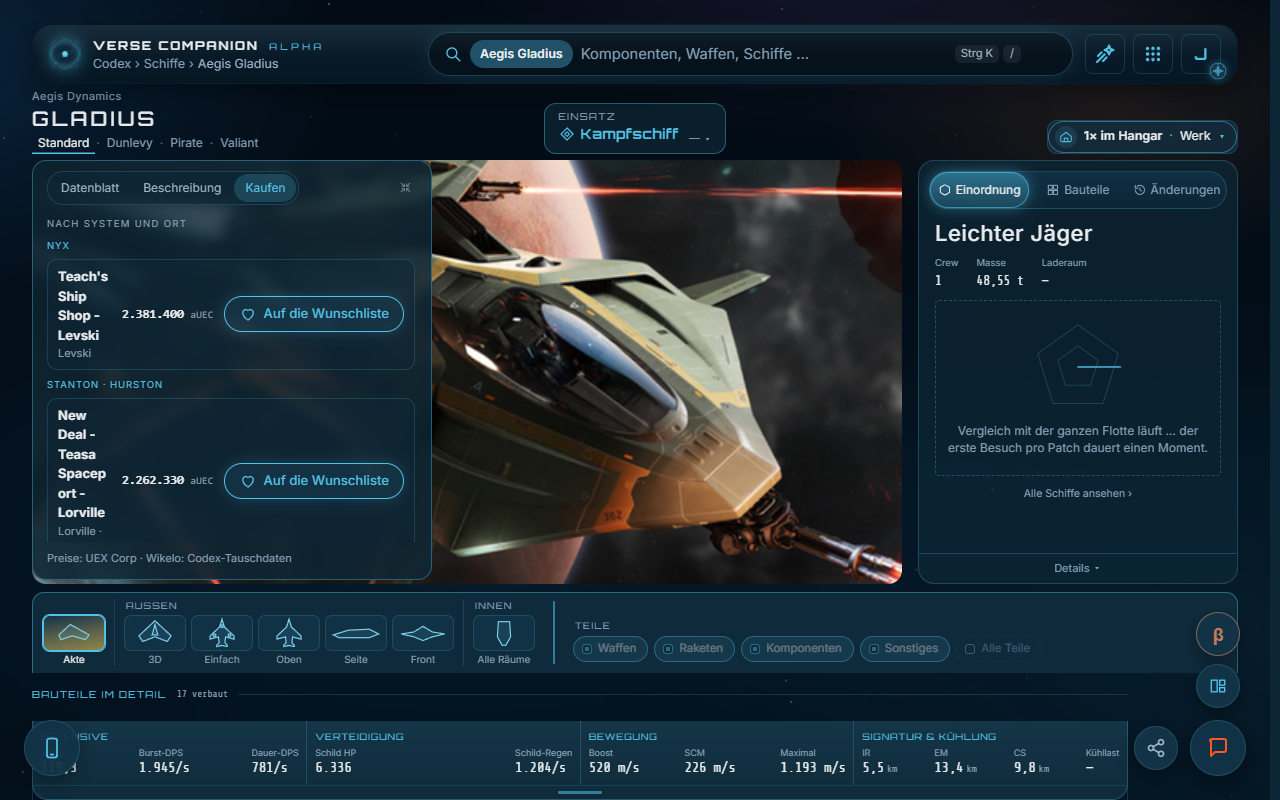 VERSE COMPANION ALPHA
Codex › Schiffe › Aegis Gladius
Aegis Gladius Komponenten, Waffen, Schiffe ... Strg K /
Aegis Dynamics
GLADIUS
Standard · Dunlevy · Pirate · Valiant
EINSATZ
Kampfschiff
1× im Hangar · Werk
Datenblatt Beschreibung Kaufen
NACH SYSTEM UND ORT
NYX
Teach's
Ship
Shop -
Levski
Levski
2.381.400 aUEC
Auf die Wunschliste
STANTON · HURSTON
New
Deal -
Teasa
Spacep
ort -
Lorville
Lorville ·
2.262.330 aUEC
Auf die Wunschliste
Preise: UEX Corp · Wikelo: Codex-Tauschdaten
362
Einordnung Bauteile Änderungen
Leichter Jäger
Crew Masse Laderaum
1 48,55 t –
Vergleich mit der ganzen Flotte läuft ... der
erste Besuch pro Patch dauert einen Moment.
Alle Schiffe ansehen ›
Details
Akte
AUSSEN
3D Einfach Oben Seite Front
INNEN
Alle Räume
TEILE
Waffen Raketen Komponenten Sonstiges Alle Teile
β
BAUTEILE IM DETAIL 17 verbaut
Burst-DPS Dauer-DPS
1.945/s 781/s
VERTEIDIGUNG
Schild HP Schild-Regen
6.336 1.204/s
BEWEGUNG
Boost SCM Maximal
520 m/s 226 m/s 1.193 m/s
SIGNATUR & KÜHLUNG
IR EM CS Kühllast
5,5 km 13,4 km 9,8 km –